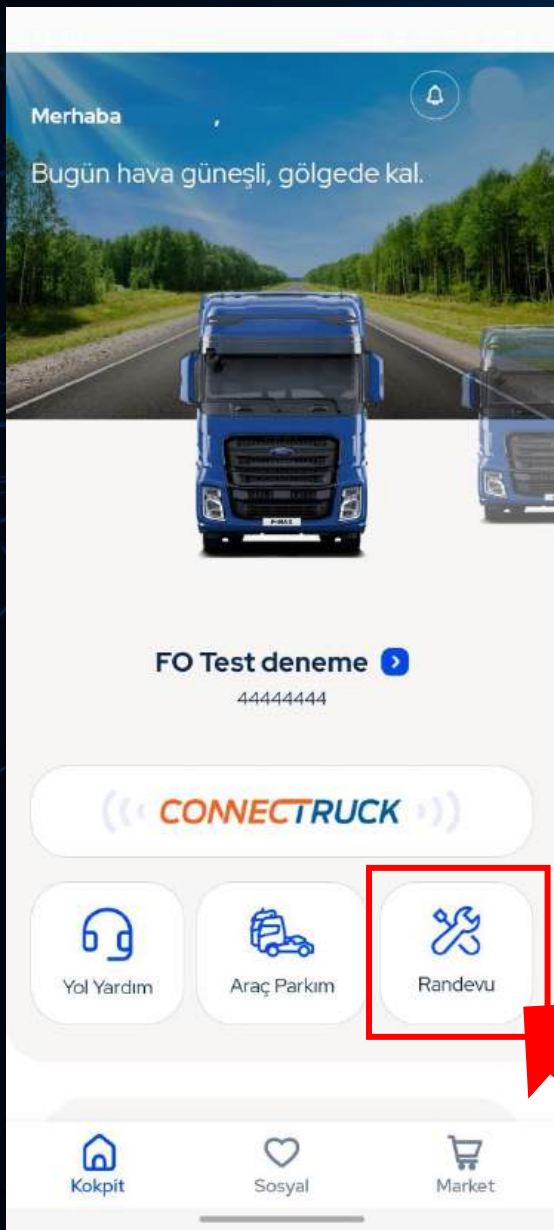 Merhaba ,
Bugün hava güneşli, gölgede kal.
F-MAX
FO Test deneme
44444444
CONNECTRUCK
Yol Yardım
Araç Parkım
Randevu
Kokpit
Sosyal
Market